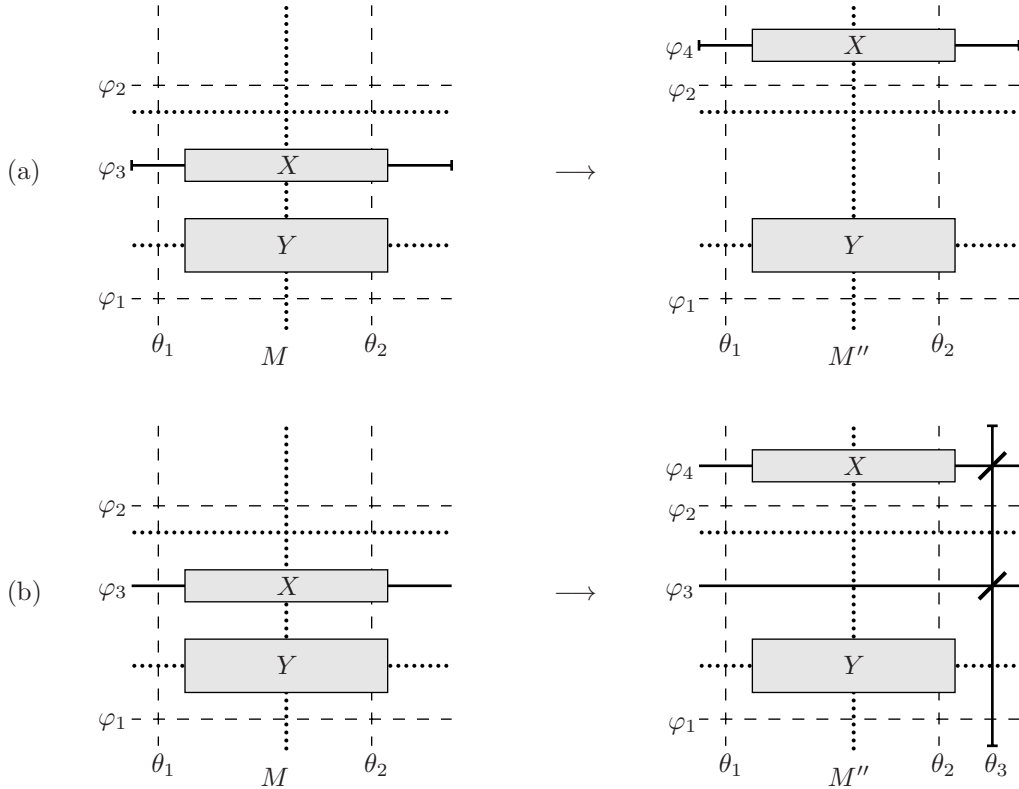 φ₄ X
φ₂ φ₂
(a) φ₃ X ⟶
Y Y
φ₁ φ₁
θ₁ M θ₂ θ₁ M″ θ₂
φ₄ X
φ₂ φ₂
(b) φ₃ X ⟶ φ₃
Y Y
φ₁ φ₁
θ₁ M θ₂ θ₁ M″ θ₂ θ₃